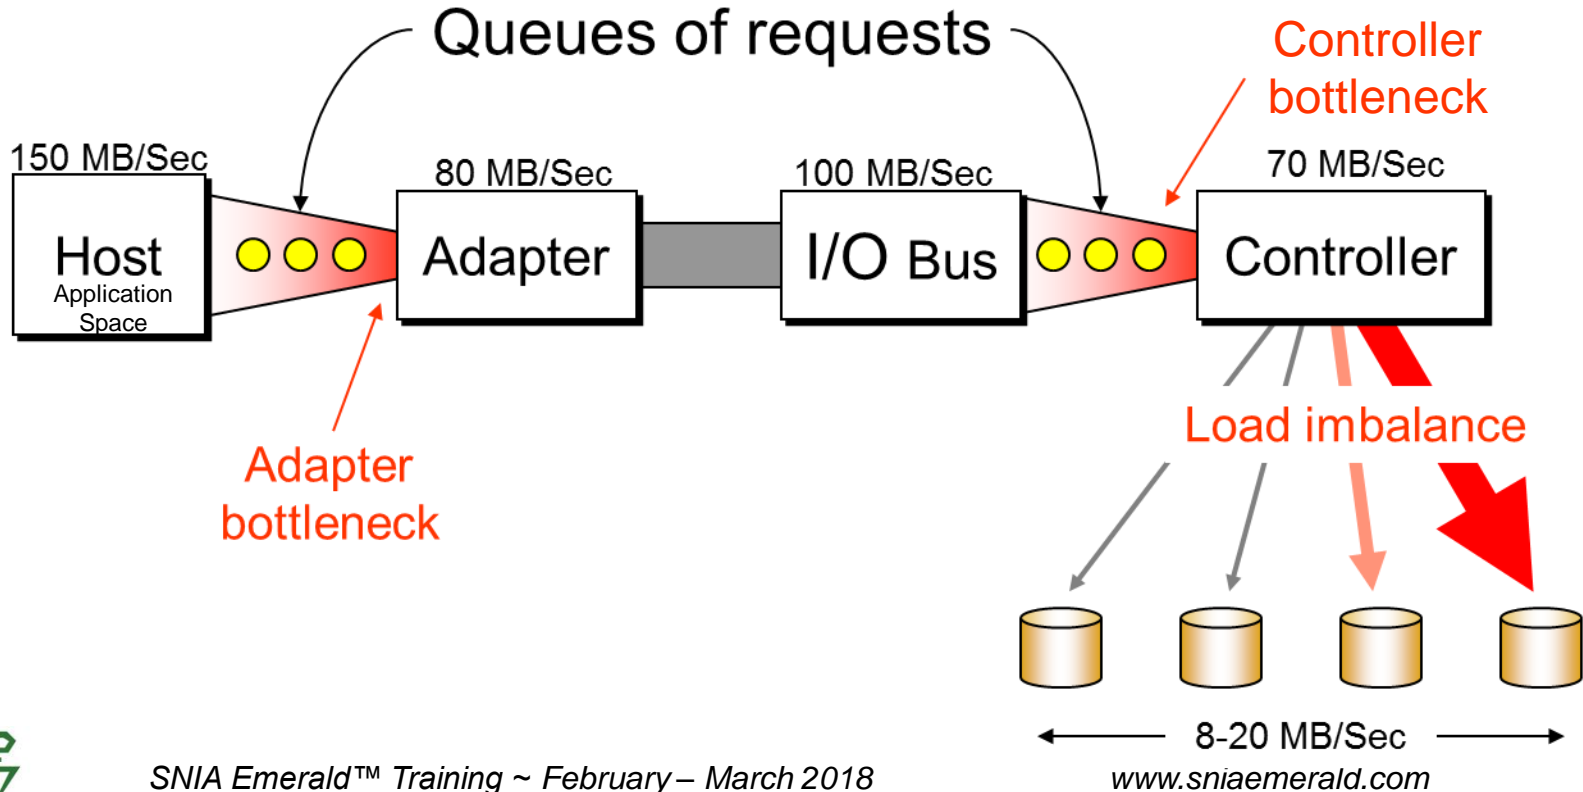 Queues of requests
Controller
bottleneck
150 MB/Sec
80 MB/Sec
100 MB/Sec
70 MB/Sec
Host
Application
Space
Adapter
I/O Bus
Controller
Adapter
bottleneck
Load imbalance
8-20 MB/Sec
SNIA Emerald™ Training ~ February – March 2018
www.sniaemerald.com